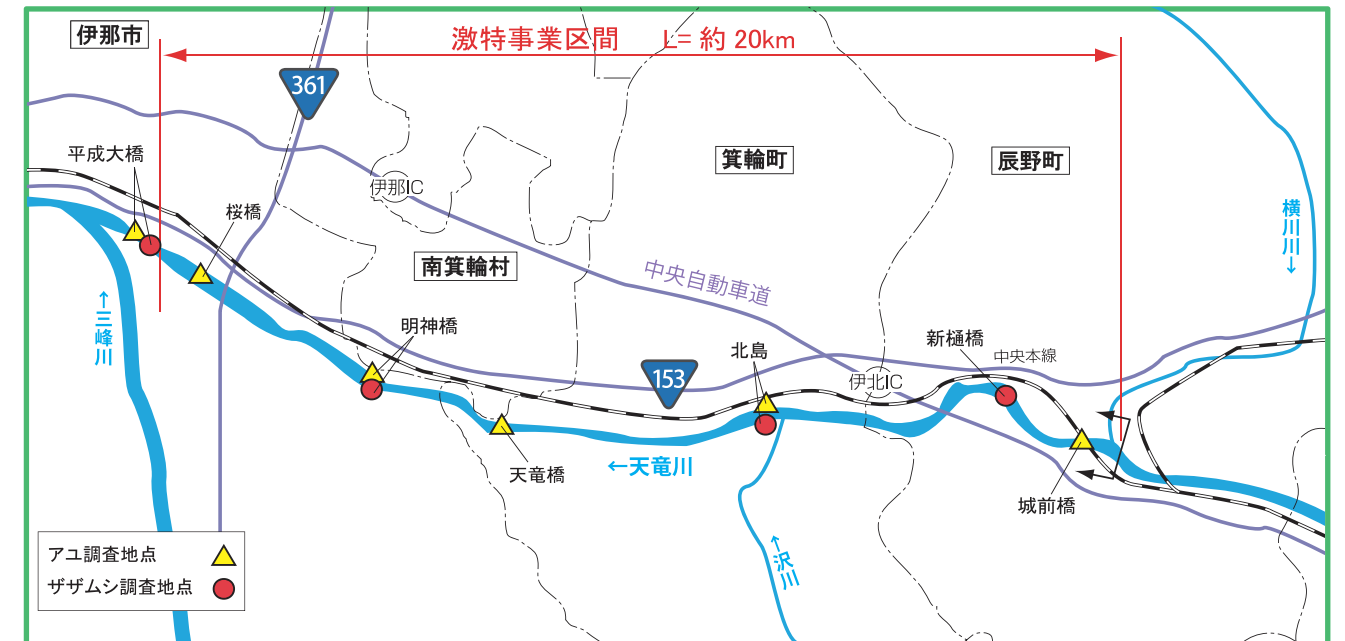 伊那市
激特事業区間 L= 約 20km
361
平成大橋
桜橋
伊那IC
箕輪町
辰野町
横川川↓
南箕輪村
中央自動車道
←三峰川
明神橋
153
北島
伊北IC
新樋橋
中央本線
天竜橋
←天竜川
←沢川
城前橋
アユ調査地点
ザザムシ調査地点